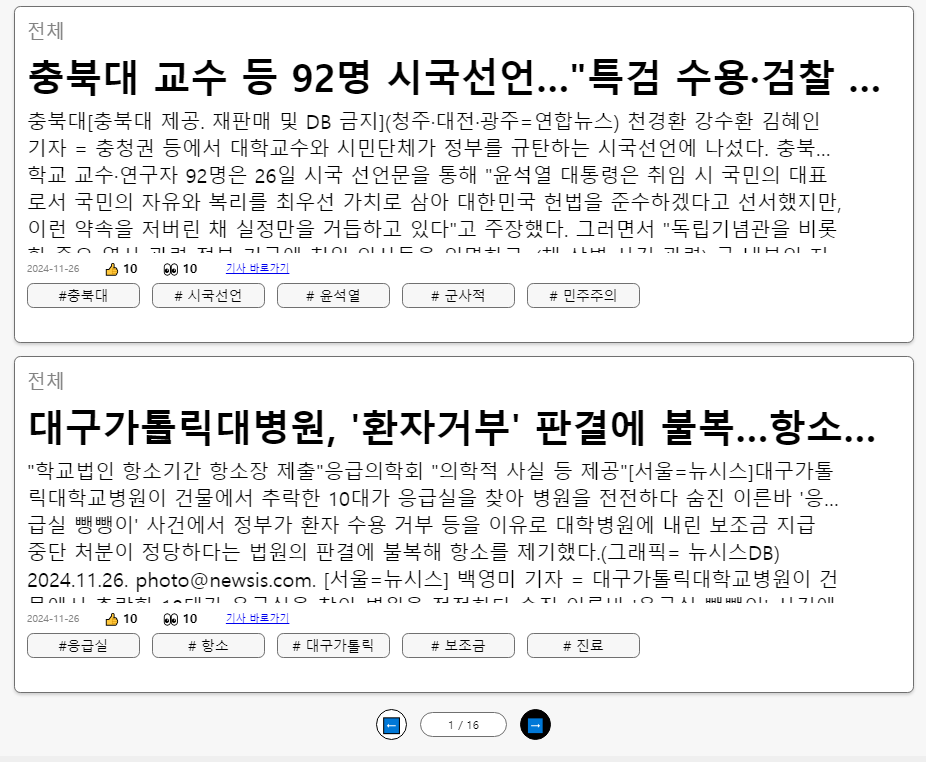 전체
충북대 교수 등 92명 시국선언…"특검 수용·검찰 ...
충북대[충북대 제공. 재판매 및 DB 금지](청주·대전·광주=연합뉴스) 천경환 강수환 김혜인
기자 = 충청권 등에서 대학교수와 시민단체가 정부를 규탄하는 시국선언에 나섰다. 충북...
학교 교수·연구자 92명은 26일 시국 선언문을 통해 "윤석열 대통령은 취임 시 국민의 대표
로서 국민의 자유와 복리를 최우선 가치로 삼아 대한민국 헌법을 준수하겠다고 선서했지만,
이런 약속을 저버린 채 실정만을 거듭하고 있다"고 주장했다. 그러면서 "독립기념관을 비롯
2024-11-26 👍 10 👀 10 기사 바로가기
#충북대 # 시국선언 # 윤석열 # 군사적 # 민주주의
전체
대구가톨릭대병원, '환자거부' 판결에 불복…항소...
"학교법인 항소기간 항소장 제출"응급의학회 "의학적 사실 등 제공"[서울=뉴시스]대구가톨
릭대학교병원이 건물에서 추락한 10대가 응급실을 찾아 병원을 전전하다 숨진 이른바 '응...
급실 뺑뺑이' 사건에서 정부가 환자 수용 거부 등을 이유로 대학병원에 내린 보조금 지급
중단 처분이 정당하다는 법원의 판결에 불복해 항소를 제기했다.(그래픽= 뉴시스DB)
2024.11.26. photo@newsis.com. [서울=뉴시스] 백영미 기자 = 대구가톨릭대학교병원이 건
2024-11-26 👍 10 👀 10 기사 바로가기
#응급실 # 항소 # 대구가톨릭 # 보조금 # 진료
← 1 / 16 →